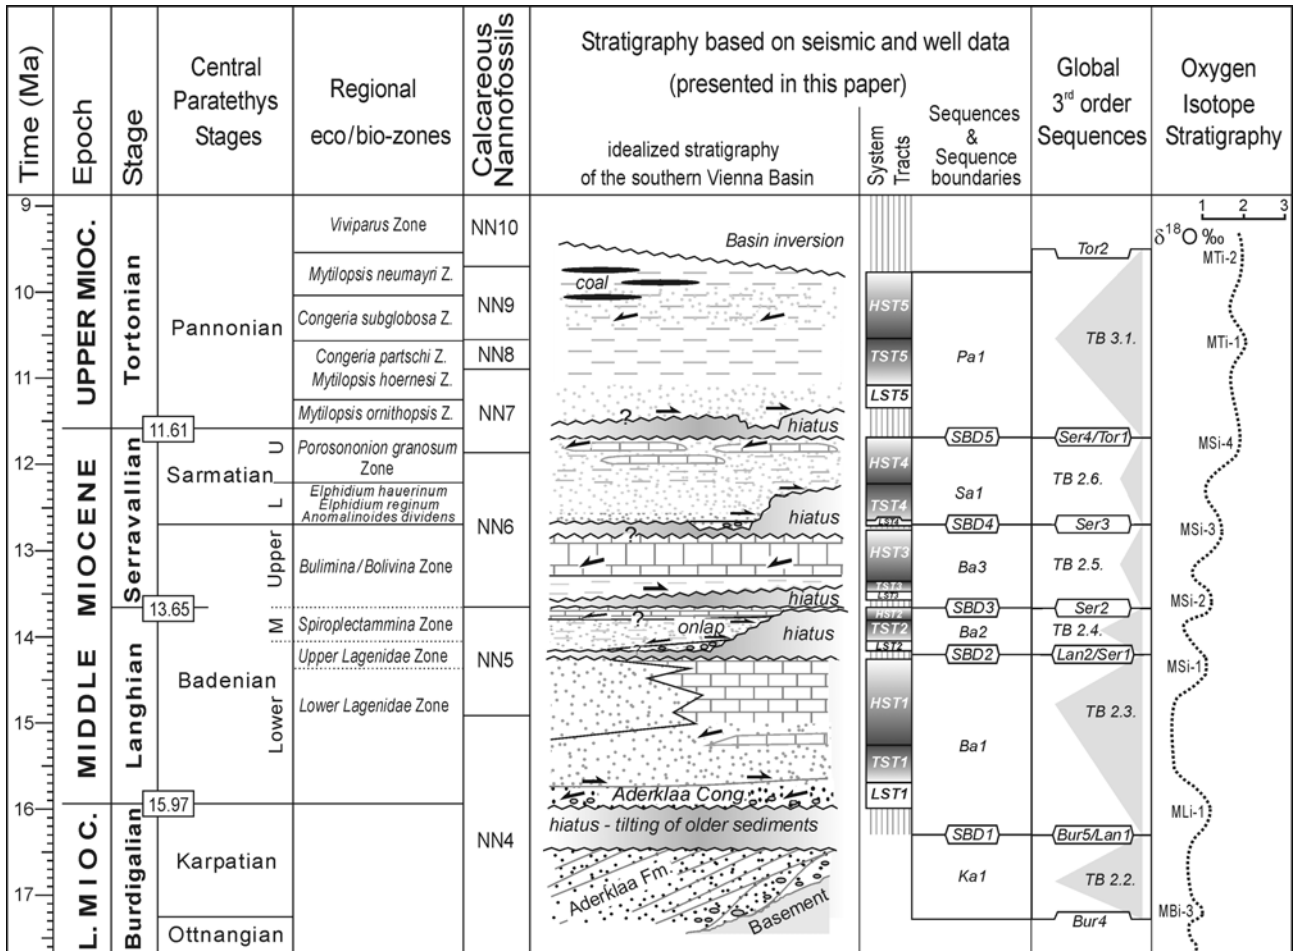 Time (Ma)
Epoch
Stage
Central
Paratethys
Stages
Regional
eco/bio-zones
Calcareous
Nannofossils
Stratigraphy based on seismic and well data
(presented in this paper)
idealized stratigraphy
of the southern Vienna Basin
System
Tracts
Sequences
&
Sequence
boundaries
Global
3rd order
Sequences
Oxygen
Isotope
Stratigraphy
9
10
11
12
13
14
15
16
17
UPPER MIOC.
MIDDLE MIOCENE
L. MIOC.
Tortonian
Serravallian
Langhian
Burdigalian
11.61
13.65
15.97
Pannonian
Sarmatian
U
L
Badenian
Upper
M
Lower
Karpatian
Ottnangian
Viviparus Zone
Mytilopsis neumayri Z.
Congeria subglobosa Z.
Congeria partschi Z.
Mytilopsis hoernesi Z.
Mytilopsis ornithopsis Z.
Porosononion granosum
Zone
Elphidium hauerinum
Elphidium reginum
Anomalinoides dividens
Bulimina/Bolivina Zone
Spiroplectammina Zone
Upper Lagenidae Zone
Lower Lagenidae Zone
NN10
NN9
NN8
NN7
NN6
NN5
NN4
Basin inversion
coal
?
hiatus
hiatus
?
hiatus
?
onlap
hiatus
?
Aderklaa Cong.
hiatus - tilting of older sediments
Aderklaa Fm.
Basement
HST5
TST5
LST5
HST4
TST4
LST4
HST3
TST3
LST3
HST2
TST2
LST2
HST1
TST1
LST1
Pa1
SBD5
Sa1
SBD4
Ba3
SBD3
Ba2
SBD2
Ba1
SBD1
Ka1
Tor2
TB 3.1.
Ser4/Tor1
TB 2.6.
Ser3
TB 2.5.
Ser2
TB 2.4.
Lan2/Ser1
TB 2.3.
Bur5/Lan1
TB 2.2.
Bur4
1 2 3
δ18O ‰
MTi-2
MTi-1
MSi-4
MSi-3
MSi-2
MSi-1
MLi-1
MBi-3